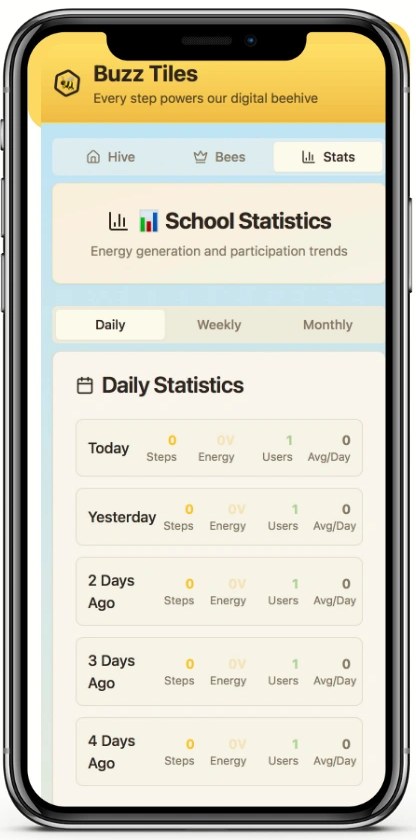 Buzz Tiles
Every step powers our digital beehive
Hive Bees Stats
📊 School Statistics
Energy generation and participation trends
Daily Weekly Monthly
Daily Statistics
Today 0 0V 1 0
Steps Energy Users Avg/Day
Yesterday 0 0V 1 0
Steps Energy Users Avg/Day
2 Days
Ago
0 0V 1 0
Steps Energy Users Avg/Day
3 Days
Ago
0 0V 1 0
Steps Energy Users Avg/Day
4 Days
Ago
0 0V 1 0
Steps Energy Users Avg/Day